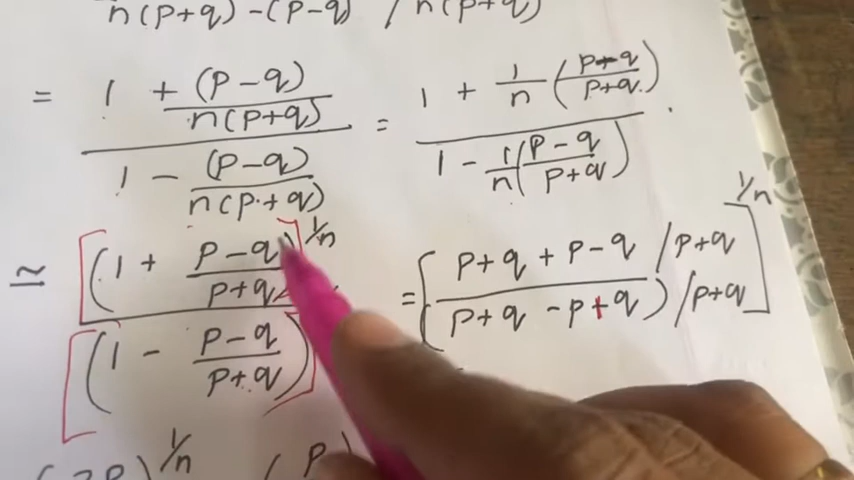 n(p+q) -(p-q) / n(p+q)
= 1 + (p-q)/n(p+q) / 1 - (p-q)/n(p+q) = 1 + 1/n (p-q/p+q) / 1 - 1/n (p-q/p+q) .
≃ [(1 + p-q/p+q)]^1/n / [(1 - p-q/p+q)] = [(p+q+p-q / p+q) / (p+q-p+q) / p+q]^1/n
(2p)^1/n (p)